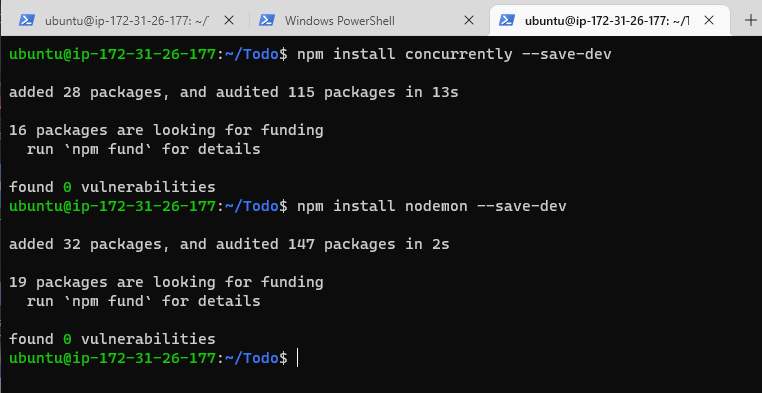 ubuntu@ip-172-31-26-177: ~/
Windows PowerShell
ubuntu@ip-172-31-26-177: ~/T
ubuntu@ip-172-31-26-177:~/Todo$ npm install concurrently --save-dev
added 28 packages, and audited 115 packages in 13s
16 packages are looking for funding
run `npm fund` for details
found 0 vulnerabilities
ubuntu@ip-172-31-26-177:~/Todo$ npm install nodemon --save-dev
added 32 packages, and audited 147 packages in 2s
19 packages are looking for funding
run `npm fund` for details
found 0 vulnerabilities
ubuntu@ip-172-31-26-177:~/Todo$